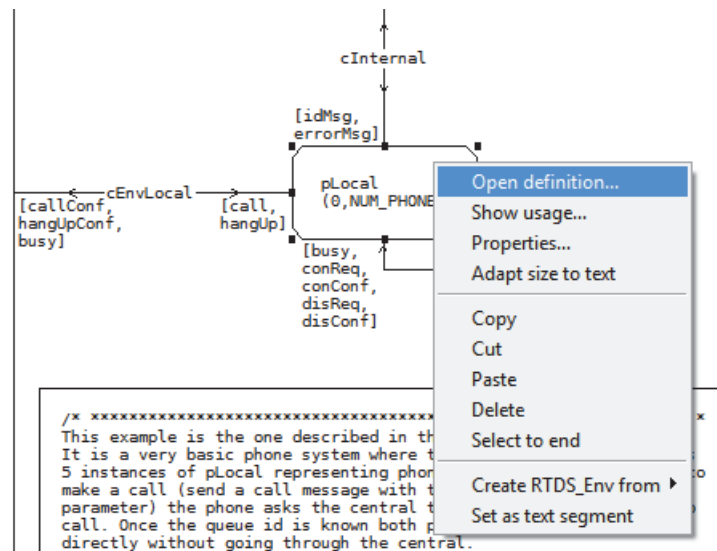 cInternal
[idMsg,
errorMsg]
pLocal
(0,NUM_PHONE
cEnvLocal
[callConf,
hangUpConf,
busy]
[call,
hangUp]
[busy,
conReq,
conConf,
disReq,
disConf]
Open definition...
Show usage...
Properties...
Adapt size to text
Copy
Cut
Paste
Delete
Select to end
Create RTDS_Env from
Set as text segment
/* *************************************** *
This example is the one described in th
It is a very basic phone system where t s
5 instances of pLocal representing phon to
make a call (send a call message with t
parameter) the phone asks the central t o
call. Once the queue id is known both p
directly without going through the central.